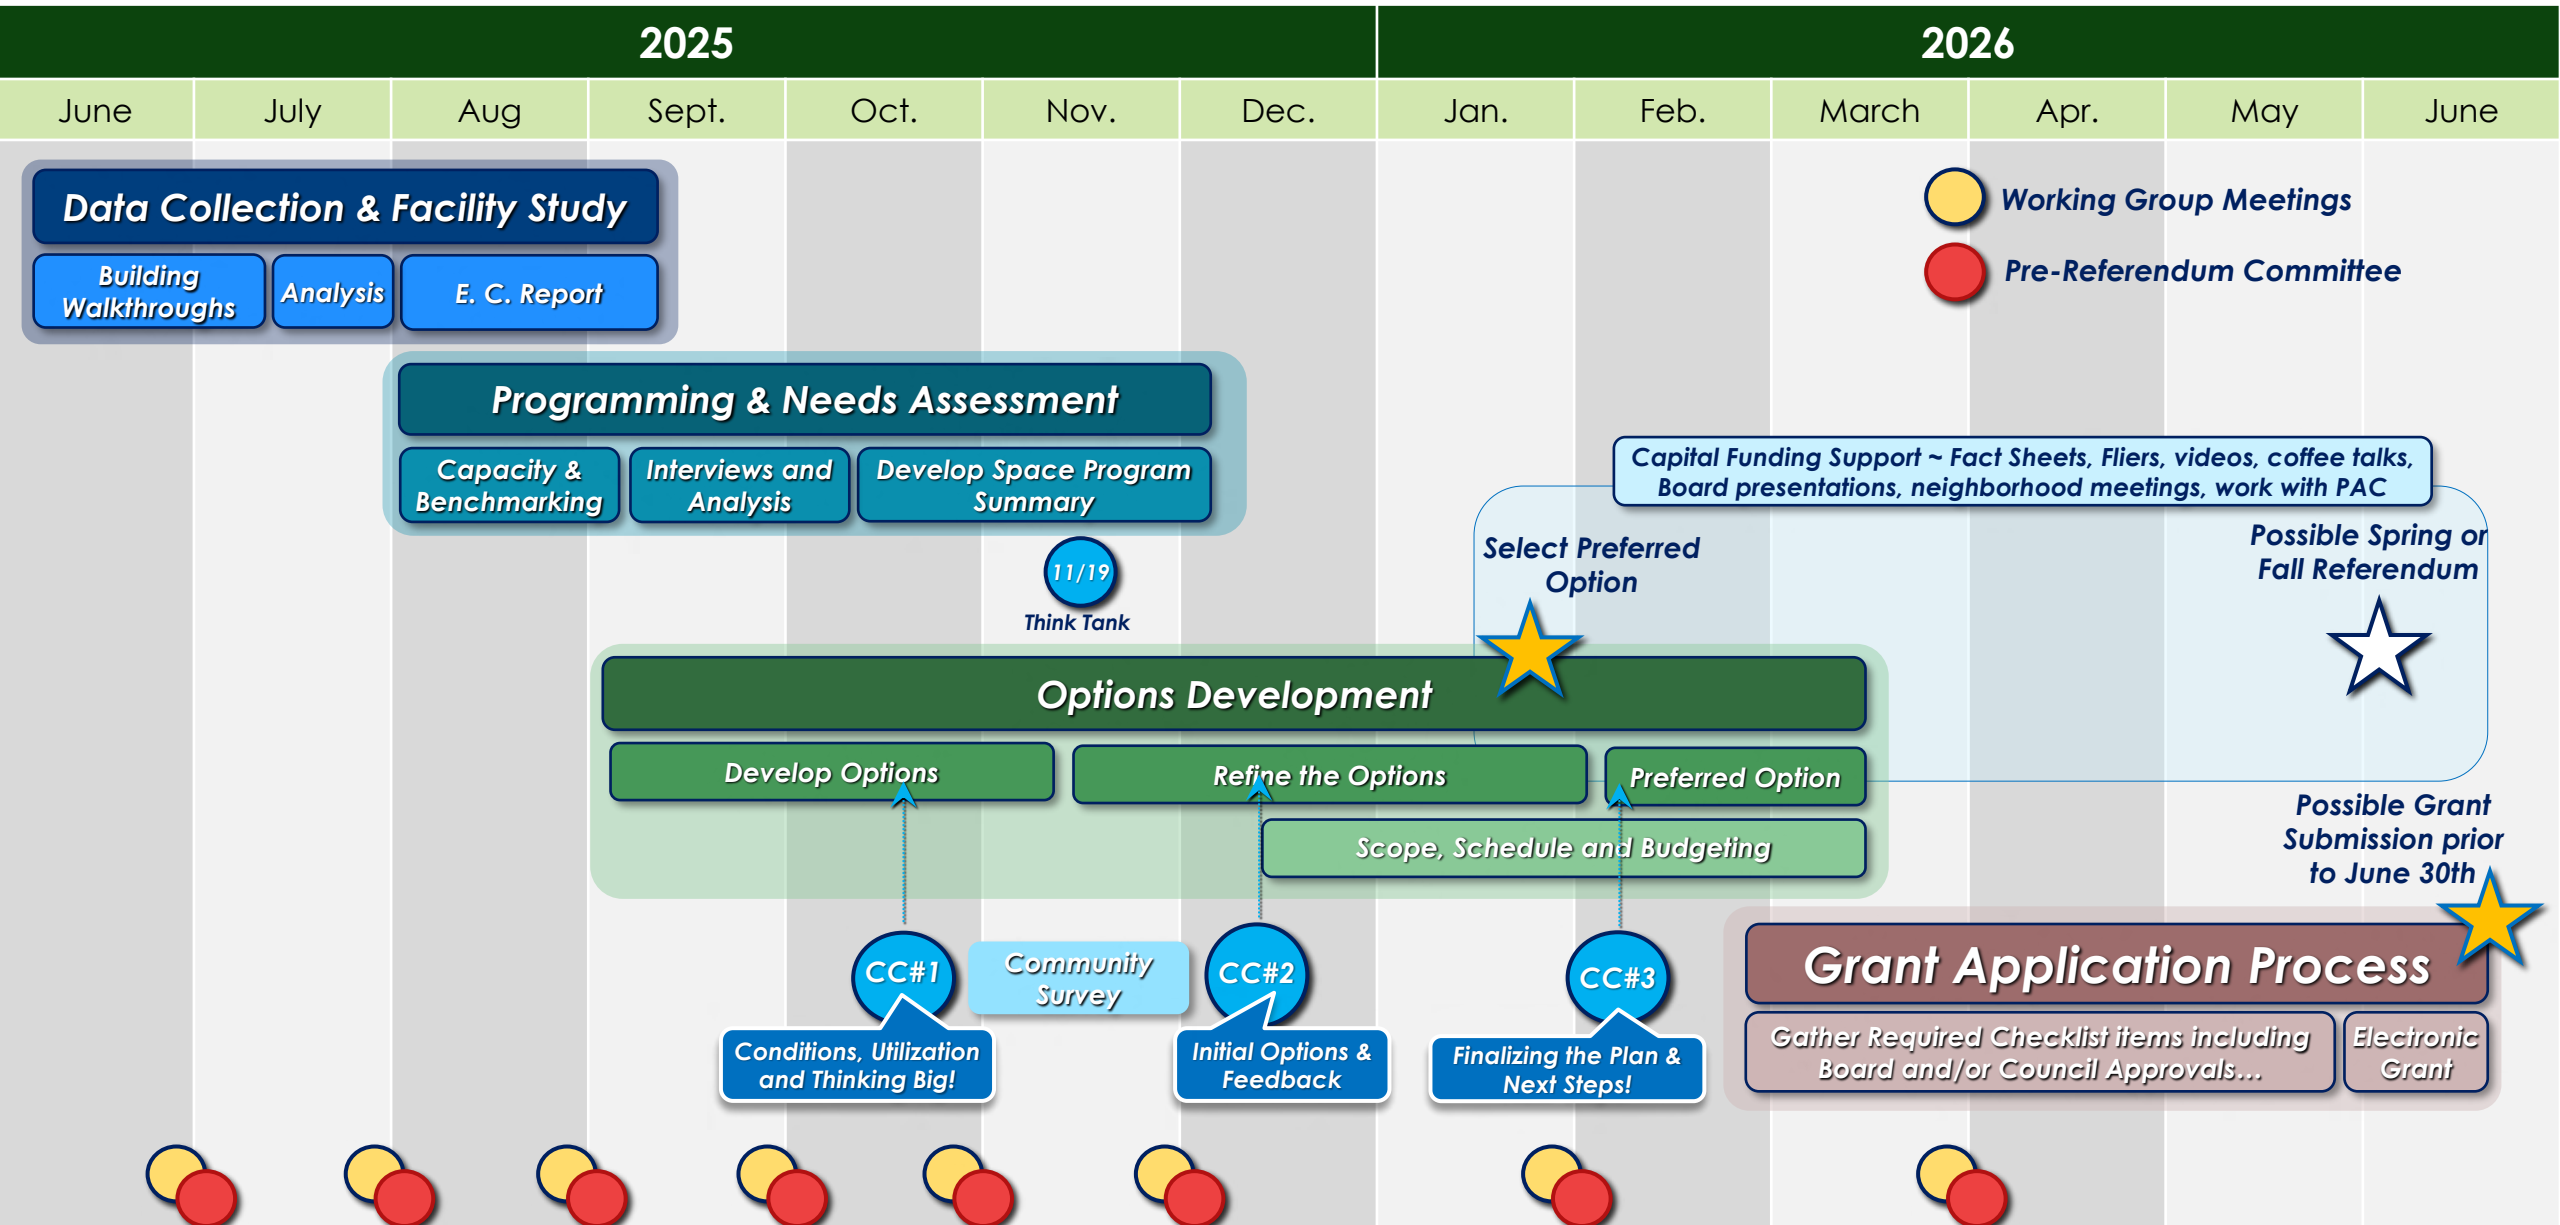 2025
2026
June
July
Aug
Sept.
Oct.
Nov.
Dec.
Jan.
Feb.
March
Apr.
May
June
Data Collection & Facility Study
Building
Walkthroughs
Analysis
E. C. Report
Working Group Meetings
Pre-Referendum Committee
Programming & Needs Assessment
Capacity &
Benchmarking
Interviews and
Analysis
Develop Space Program
Summary
Capital Funding Support ~ Fact Sheets, Fliers, videos, coffee talks,
Board presentations, neighborhood meetings, work with PAC
11/19
Think Tank
Select Preferred
Option
Possible Spring or
Fall Referendum
Options Development
Develop Options
Refine the Options
Preferred Option
Scope, Schedule and Budgeting
Possible Grant
Submission prior
to June 30th
CC#1
Community
Survey
CC#2
CC#3
Conditions, Utilization
and Thinking Big!
Initial Options &
Feedback
Finalizing the Plan &
Next Steps!
Grant Application Process
Gather Required Checklist items including
Board and/or Council Approvals...
Electronic
Grant